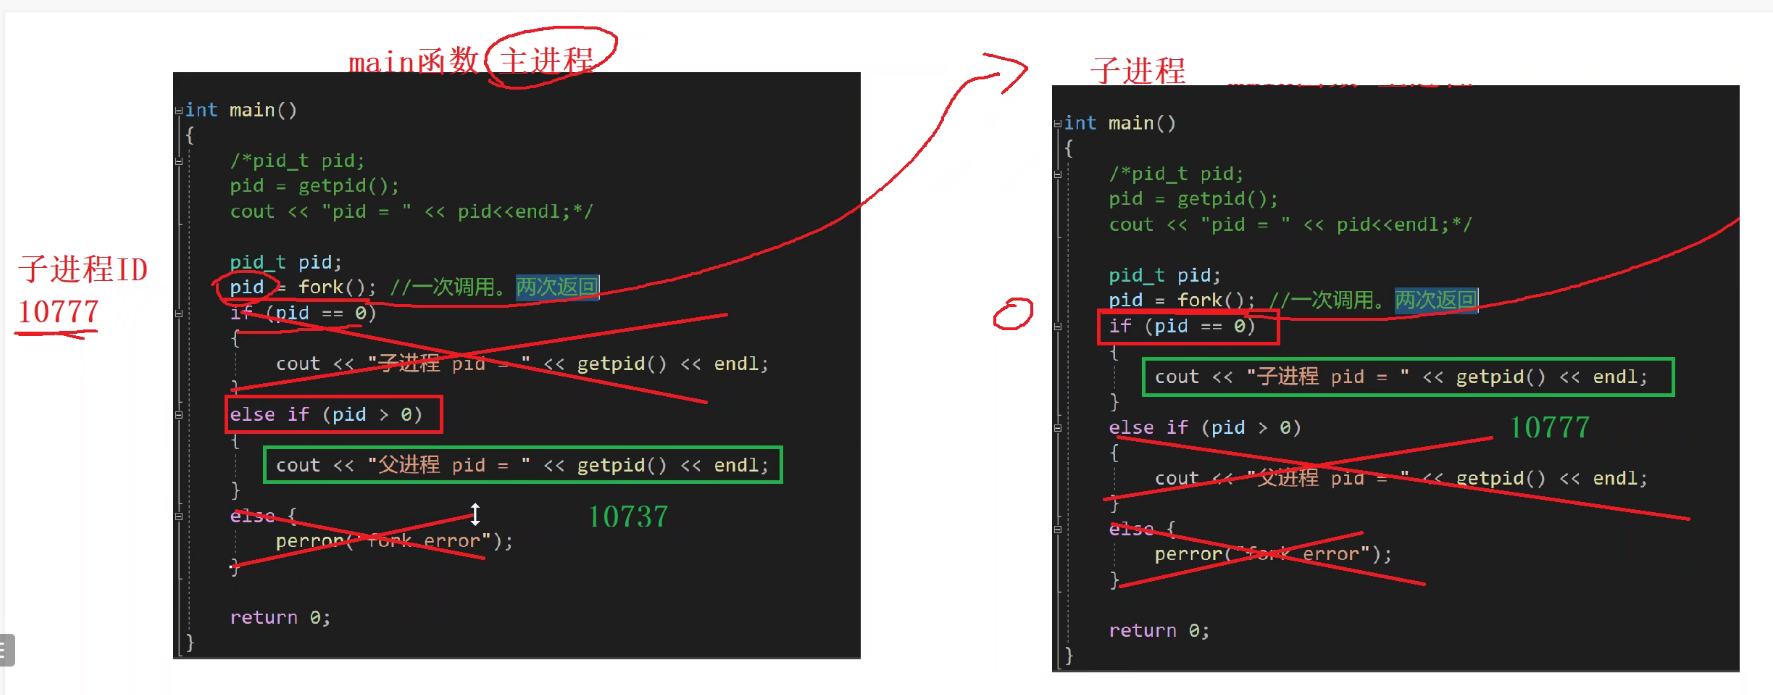 main函数 主进程
int main()
{
/*pid_t pid;
pid = getpid();
cout << "pid = " << pid<<endl;*/
pid_t pid;
pid = fork(); //一次调用。两次返回
if (pid == 0)
{
cout << "子进程 pid = " << getpid() << endl;
}
else if (pid > 0)
{
cout << "父进程 pid = " << getpid() << endl;
}
else {
perror("fork error");
}
return 0;
}
子进程ID
10777
10737
子进程
int main()
{
/*pid_t pid;
pid = getpid();
cout << "pid = " << pid<<endl;*/
pid_t pid;
pid = fork(); //一次调用。两次返回
if (pid == 0)
{
cout << "子进程 pid = " << getpid() << endl;
}
else if (pid > 0)
{
cout << "父进程 pid = " << getpid() << endl;
}
else {
perror("fork error");
}
return 0;
}
0
10777